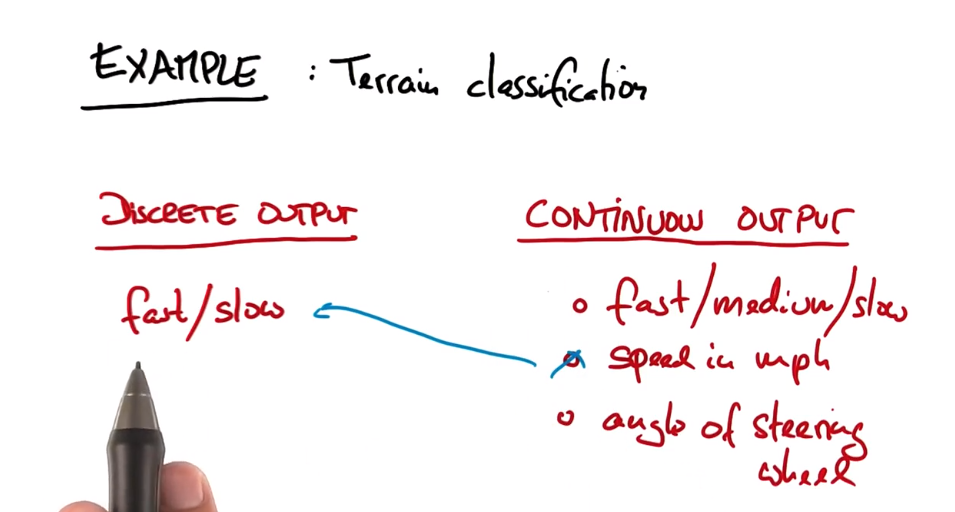 EXAMPLE : Terrain classification
DISCRETE OUTPUT
CONTINUOUS OUTPUT
fast/slow
fast/medium/slow
speed in mph
angle of steering
wheel